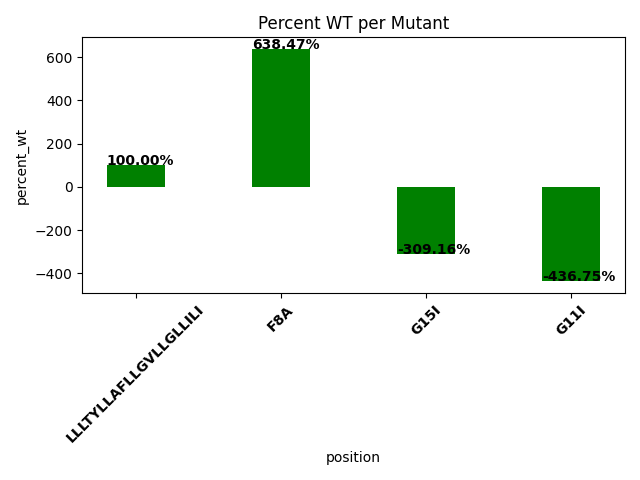 Percent WT per Mutant
percent_wt
600
400
200
0
−200
−400
100.00%
638.47%
-309.16%
-436.75%
LLLTYLLAFLLGVLLGLLILI
F8A
G15I
G11I
position